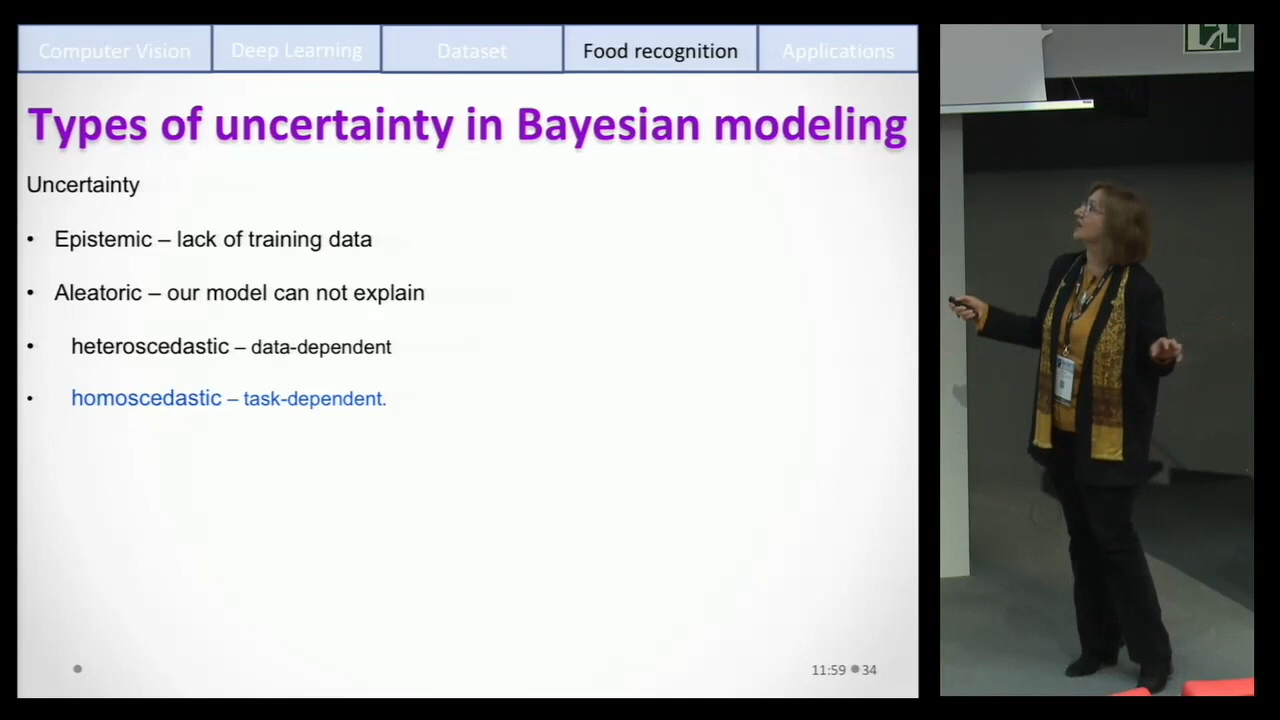 Computer Vision
Deep Learning
Dataset
Food recognition
Applications
Types of uncertainty in Bayesian modeling
Uncertainty
• Epistemic – lack of training data
• Aleatoric – our model can not explain
• heteroscedastic – data-dependent
• homoscedastic – task-dependent.
11:59
34